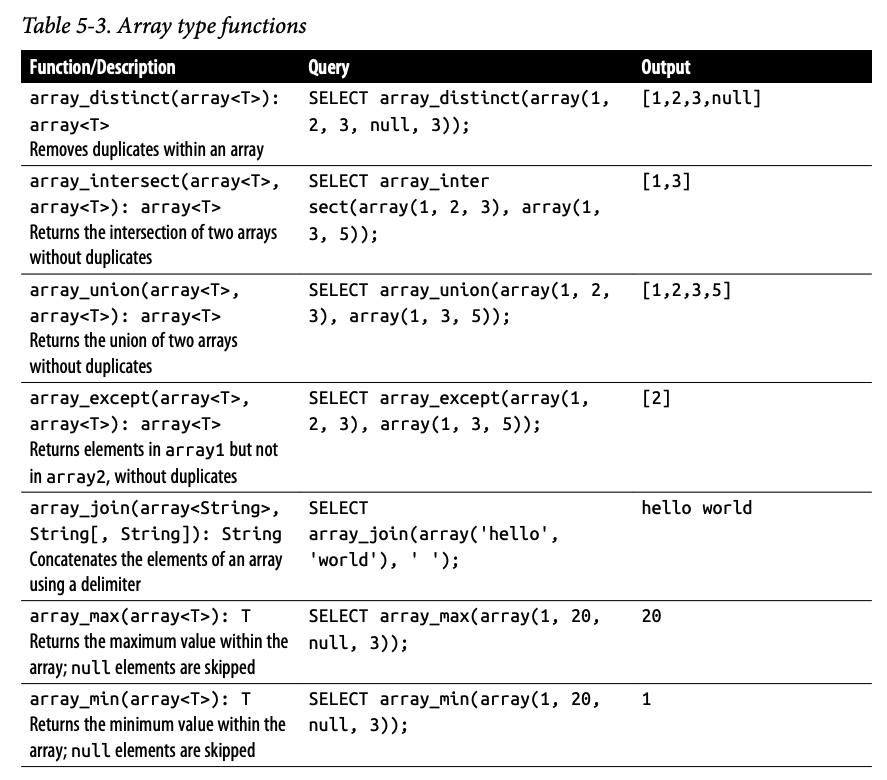 Table 5-3. Array type functions
Function/Description Query Output
array_distinct(array<T>): SELECT array_distinct(array(1, [1,2,3,null]
array<T> 2, 3, null, 3));
Removes duplicates within an array
array_intersect(array<T>, SELECT array_inter [1,3]
array<T>): array<T> sect(array(1, 2, 3), array(1,
Returns the intersection of two arrays 3, 5));
without duplicates
array_union(array<T>, SELECT array_union(array(1, 2, [1,2,3,5]
array<T>): array<T> 3), array(1, 3, 5));
Returns the union of two arrays
without duplicates
array_except(array<T>, SELECT array_except(array(1, [2]
array<T>): array<T> 2, 3), array(1, 3, 5));
Returns elements in array1 but not
in array2, without duplicates
array_join(array<String>, SELECT hello world
String[, String]): String array_join(array('hello',
Concatenates the elements of an array 'world'), ' ');
using a delimiter
array_max(array<T>): T SELECT array_max(array(1, 20, 20
Returns the maximum value within the null, 3));
array; null elements are skipped
array_min(array<T>): T SELECT array_min(array(1, 20, 1
Returns the minimum value within the null, 3));
array; null elements are skipped